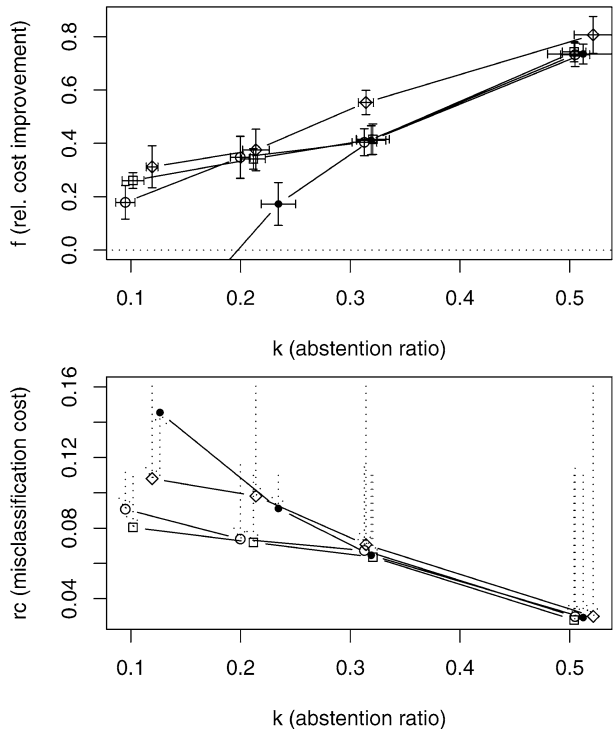 f (rel. cost improvement)
0.8
0.6
0.4
0.2
0.0
0.1 0.2 0.3 0.4 0.5
k (abstention ratio)
rc (misclassification cost)
0.16
0.12
0.08
0.04
0.1 0.2 0.3 0.4 0.5
k (abstention ratio)